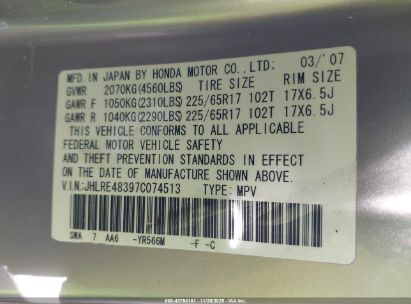 MFD. IN JAPAN BY HONDA MOTOR CO.,LTD; 03/'07
GVWR 2070KG(4560LBS) TIRE SIZE RIM SIZE
GAWR F 1050KG(2310LBS) 225/65R17 102T 17X6.5J
GAWR R 1040KG(2290LBS) 225/65R17 102T 17X6.5J
THIS VEHICLE CONFORMS TO ALL APPLICABLE
FEDERAL MOTOR VEHICLE SAFETY
AND THEFT PREVENTION STANDARDS IN EFFECT
ON THE DATE OF MANUFACTURE SHOWN ABOVE.
V.I.N.:JHLRE48397C074513 TYPE: MPV
SWA 7 AA6 -YR566M -F -C